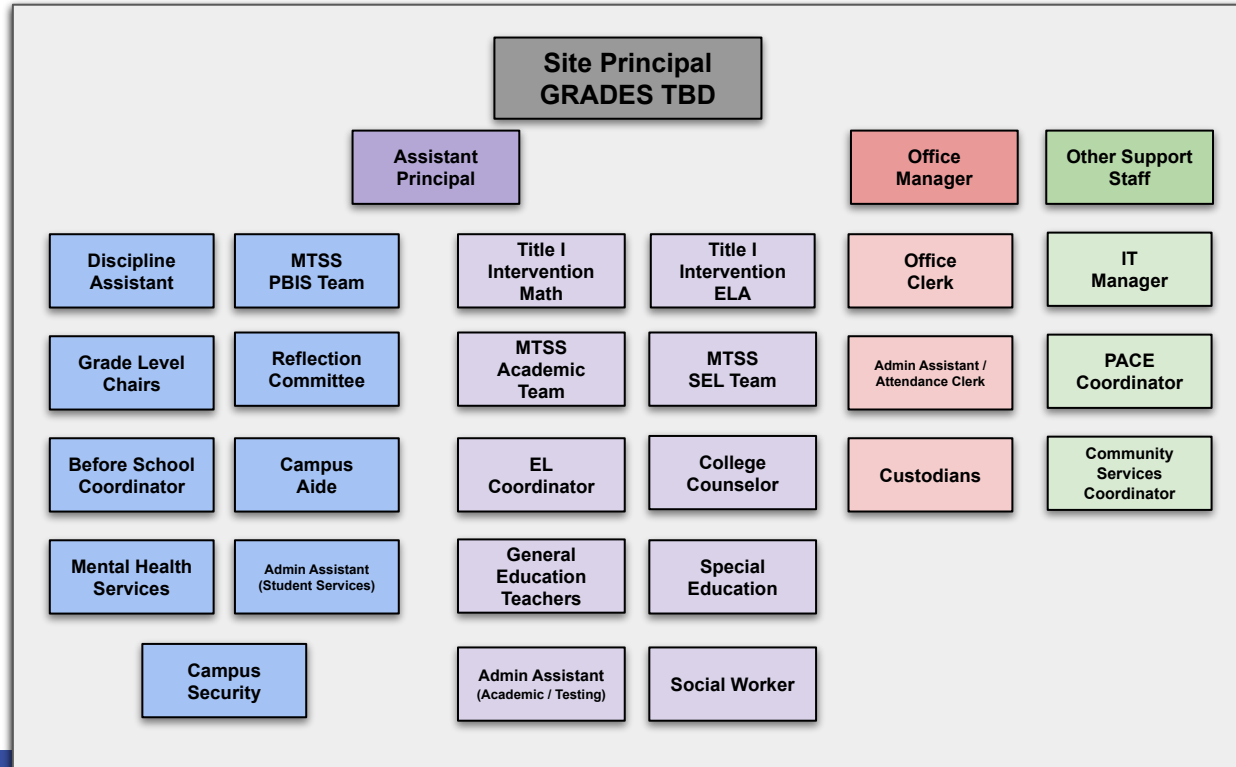 Site Principal
GRADES TBD
Assistant
Principal
Office
Manager
Other Support
Staff
Discipline
Assistant
MTSS
PBIS Team
Title I
Intervention
Math
Title I
Intervention
ELA
Office
Clerk
IT
Manager
Grade Level
Chairs
Reflection
Committee
MTSS
Academic
Team
MTSS
SEL Team
Admin Assistant /
Attendance Clerk
PACE
Coordinator
Before School
Coordinator
Campus
Aide
EL
Coordinator
College
Counselor
Custodians
Community
Services
Coordinator
Mental Health
Services
Admin Assistant
(Student Services)
General
Education
Teachers
Special
Education
Campus
Security
Admin Assistant
(Academic / Testing)
Social Worker